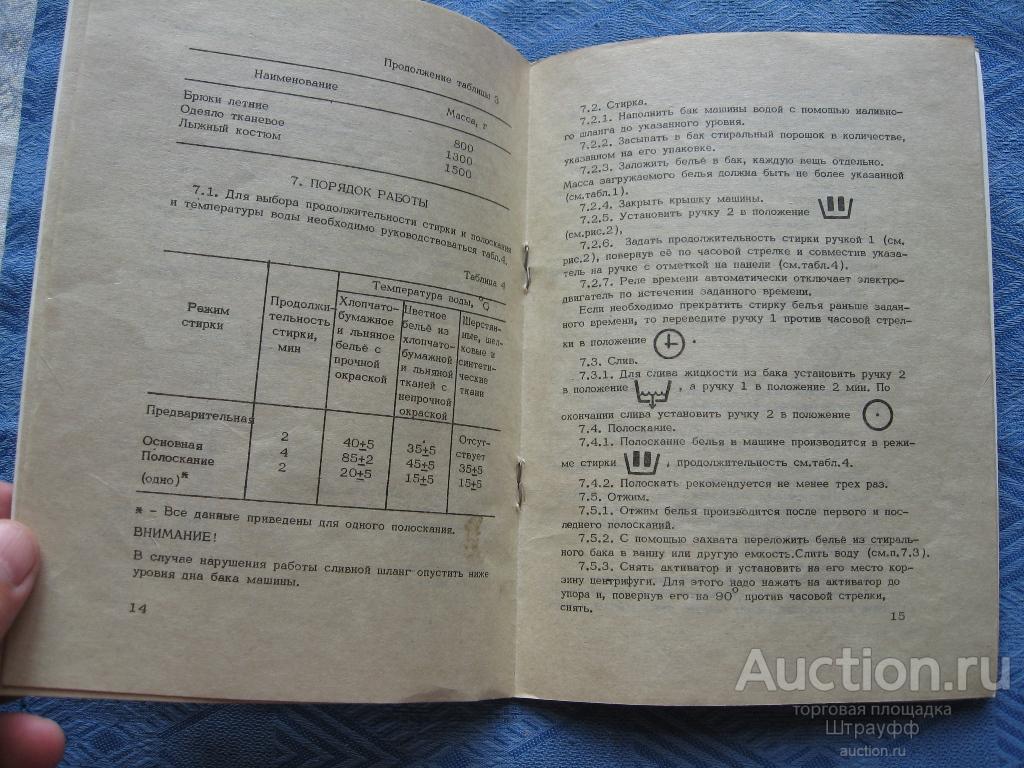 Продолжение таблицы 3
Наименование
Масса, г
Брюки летние
800
Одеяло тканевое
1300
Лыжный костюм
1500
7. ПОРЯДОК РАБОТЫ
7.1. Для выбора продолжительности стирки и полоскания
и температуры воды необходимо руководствоваться табл.4.
Таблица 4
Режим
стирки
Продолжи-
тельность
стирки,
мин
Температура воды, °С
Хлопчато-
бумажное
и льняное
бельё с
прочной
окраской
Цветное
бельё из
хлопчато-
бумажной
и льняной
тканей с
непрочной
окраской
Шерстян-
ные, шел-
ковые и
синтети-
ческие
ткани
Предварительная 2 40±5 35±5 Отсут-
ствует
Основная 4 85±2 45±5 35±5
Полоскание 2 20±5 15±5 15±5
(одно)*
* - Все данные приведены для одного полоскания.
ВНИМАНИЕ!
В случае нарушения работы сливной шланг опустить ниже
уровня дна бака машины.
14
7.2. Стирка.
7.2.1. Наполнить бак машины водой с помощью наливно-
го шланга до указанного уровня.
7.2.2. Засыпать в бак стиральный порошок в количестве,
указанном на его упаковке.
7.2.3. Заложить бельё в бак, каждую вещь отдельно.
Масса загружаемого белья должна быть не более указанной
(см.табл.1).
7.2.4. Закрыть крышку машины.
7.2.5. Установить ручку 2 в положение
(см.рис.2),
7.2.6. Задать продолжительность стирки ручкой 1 (см.
рис.2), повернув её по часовой стрелке и совместив указа-
тель на ручке с отметкой на панели (см.табл.4).
7.2.7. Реле времени автоматически отключает электро-
двигатель по истечении заданного времени.
Если необходимо прекратить стирку белья раньше задан-
ного времени, то переведите ручку 1 против часовой стрел-
ки в положение .
7.3. Слив.
7.3.1. Для слива жидкости из бака установить ручку 2
в положение , а ручку 1 в положение 2 мин. По
окончании слива установить ручку 2 в положение
7.4. Полоскание.
7.4.1. Полоскание белья в машине производится в режи-
ме стирки , продолжительность см.табл.4.
7.4.2. Полоскать рекомендуется не менее трех раз.
7.5. Отжим.
7.5.1. Отжим белья производится после первого и пос-
леднего полосканий.
7.5.2. С помощью захвата переложить бельё из стираль-
ного бака в ванну или другую емкость.Слить воду (см.п.7.3).
7.5.3. Снять активатор и установить на его место кор-
зину центрифуги. Для этого надо нажать на активатор до
упора и, повернув его на 90° против часовой стрелки,
снять.
15
Auction.ru
торговая площадка
Штрауфф
auction.ru